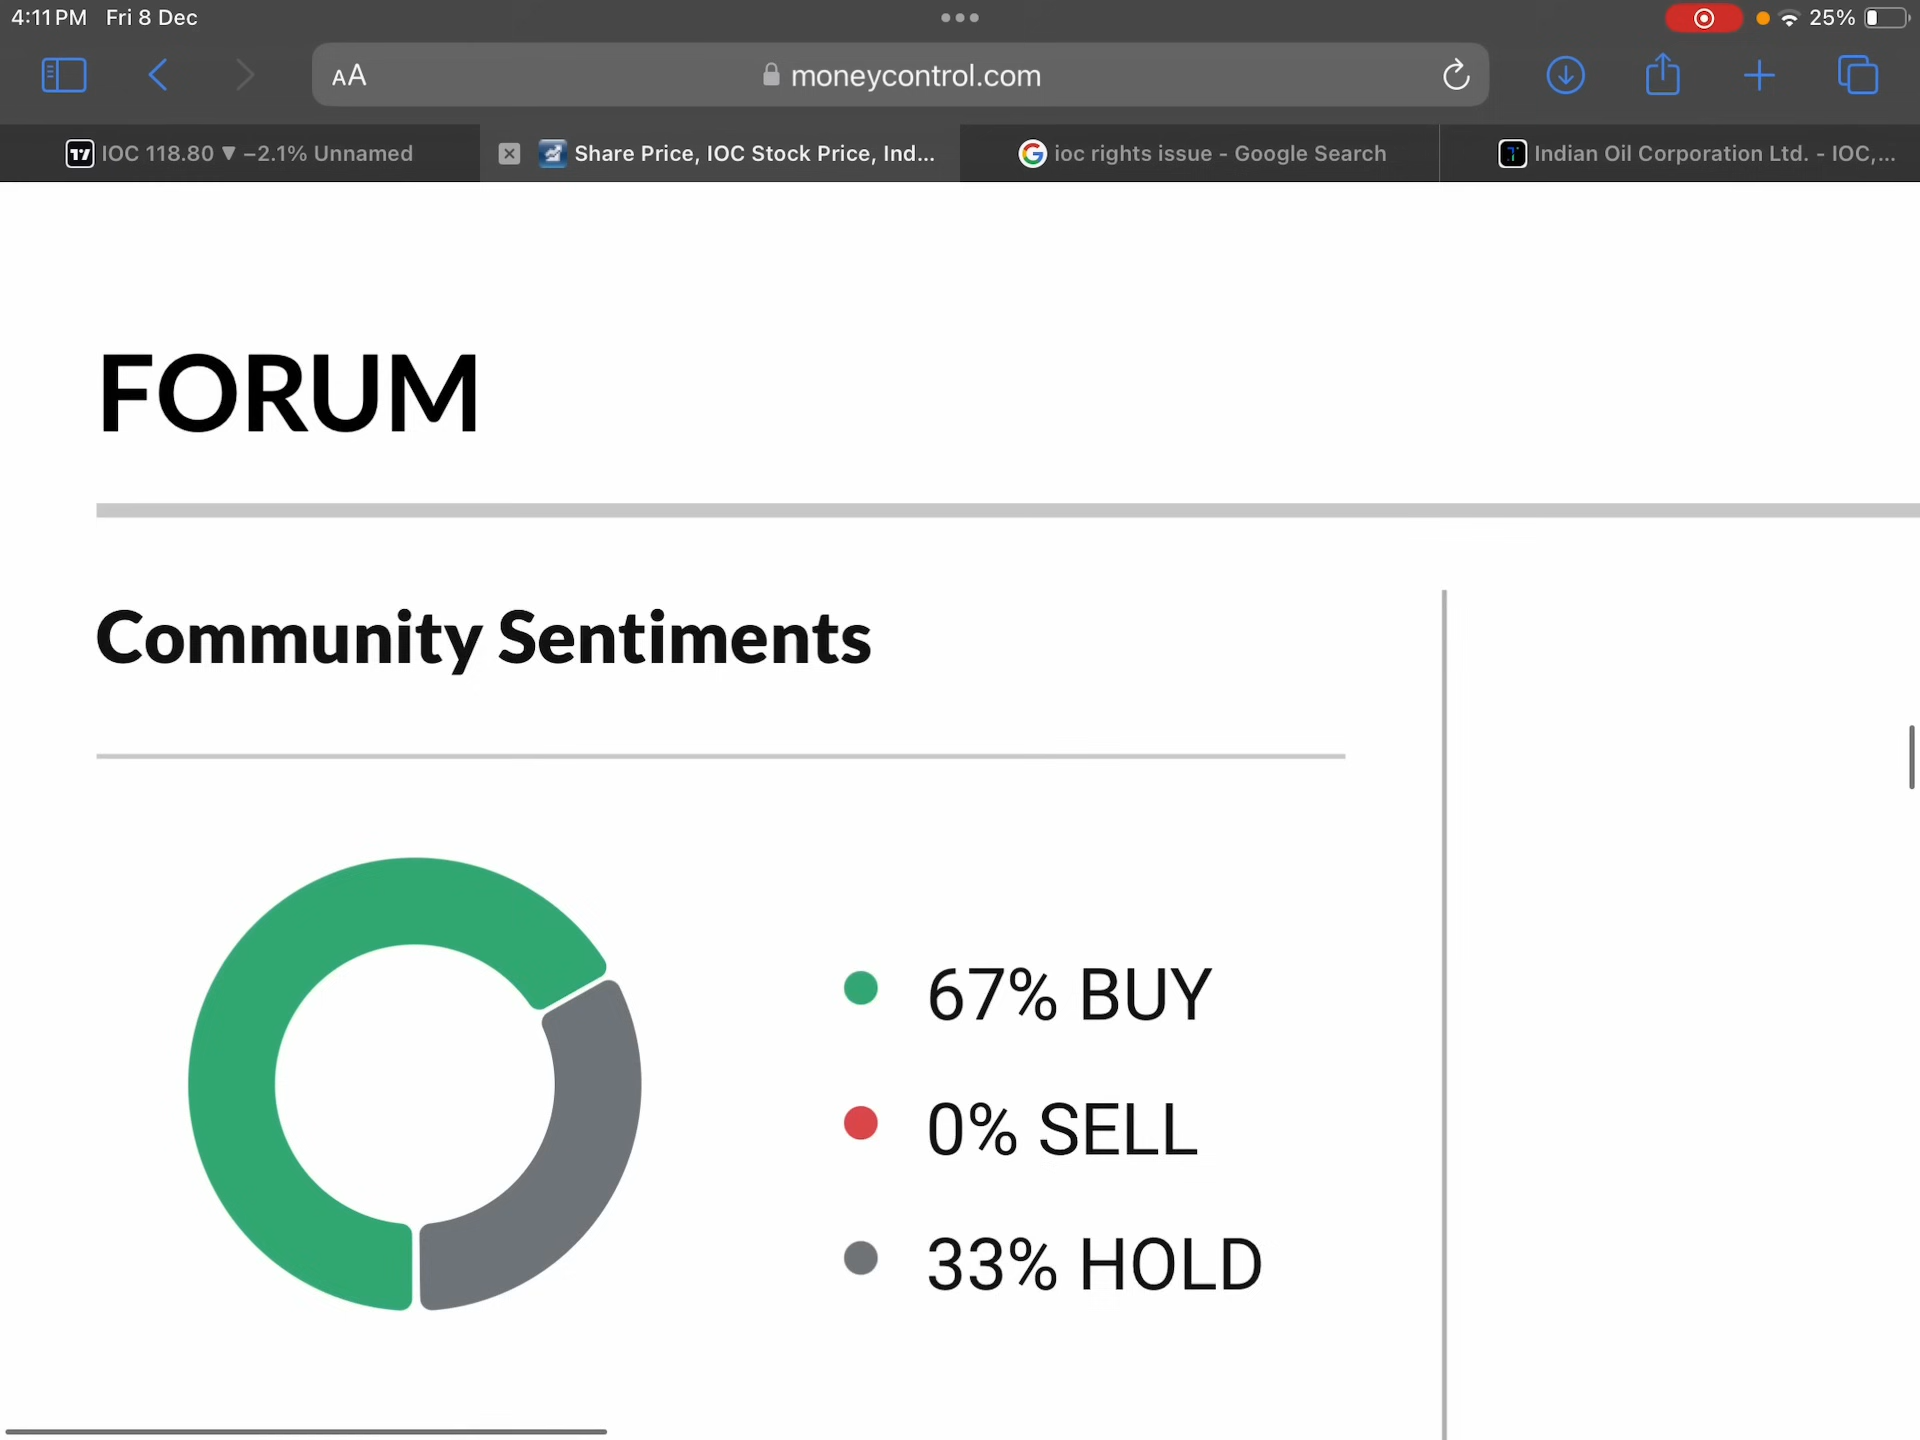 4:11 PM Fri 8 Dec
25%
AA
moneycontrol.com
IOC 118.80 ▼ −2.1% Unnamed
Share Price, IOC Stock Price, Ind...
ioc rights issue - Google Search
Indian Oil Corporation Ltd. - IOC,...
FORUM
Community Sentiments
67% BUY
0% SELL
33% HOLD